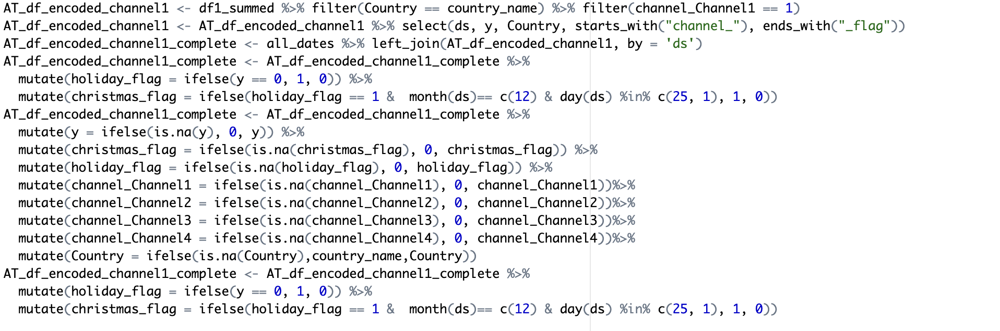 AT_df_encoded_channel1 <- df1_summed %>% filter(Country == country_name) %>% filter(channel_Channel1 == 1)
AT_df_encoded_channel1 <- AT_df_encoded_channel1 %>% select(ds, y, Country, starts_with("channel_"), ends_with("_flag"))
AT_df_encoded_channel1_complete <- all_dates %>% left_join(AT_df_encoded_channel1, by = 'ds')
AT_df_encoded_channel1_complete <- AT_df_encoded_channel1_complete %>%
  mutate(holiday_flag = ifelse(y == 0, 1, 0)) %>%
  mutate(christmas_flag = ifelse(holiday_flag == 1 &  month(ds)== c(12) & day(ds) %in% c(25, 1), 1, 0))
AT_df_encoded_channel1_complete <- AT_df_encoded_channel1_complete %>%
  mutate(y = ifelse(is.na(y), 0, y)) %>%
  mutate(christmas_flag = ifelse(is.na(christmas_flag), 0, christmas_flag)) %>%
  mutate(holiday_flag = ifelse(is.na(holiday_flag), 0, holiday_flag)) %>%
  mutate(channel_Channel1 = ifelse(is.na(channel_Channel1), 0, channel_Channel1))%>%
  mutate(channel_Channel2 = ifelse(is.na(channel_Channel2), 0, channel_Channel2))%>%
  mutate(channel_Channel3 = ifelse(is.na(channel_Channel3), 0, channel_Channel3))%>%
  mutate(channel_Channel4 = ifelse(is.na(channel_Channel4), 0, channel_Channel4))%>%
  mutate(Country = ifelse(is.na(Country),country_name,Country))
AT_df_encoded_channel1_complete <- AT_df_encoded_channel1_complete %>%
  mutate(holiday_flag = ifelse(y == 0, 1, 0)) %>%
  mutate(christmas_flag = ifelse(holiday_flag == 1 &  month(ds)== c(12) & day(ds) %in% c(25, 1), 1, 0))